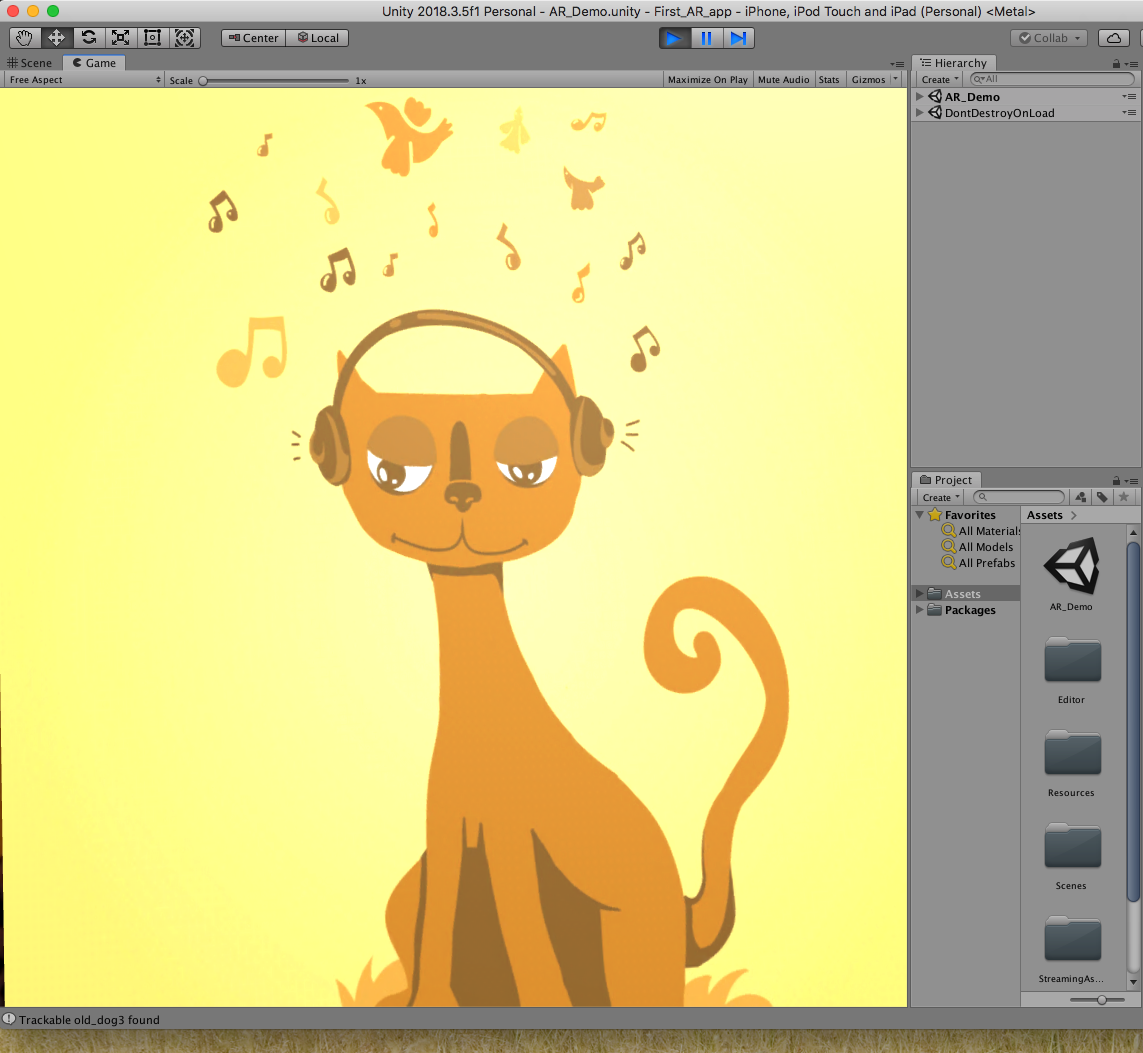 Unity 2018.3.5f1 Personal - AR_Demo.unity - First_AR_app - iPhone, iPod Touch and iPad (Personal) <Metal>
Center Local Collab
Scene Game
Free Aspect Scale 1x Maximize On Play Mute Audio Stats Gizmos
Hierarchy
Create All
AR_Demo
DontDestroyOnLoad
Project
Create
Favorites
All Materials
All Models
All Prefabs
Assets
Packages
Assets
AR_Demo
Editor
Resources
Scenes
StreamingAs...
Trackable old_dog3 found